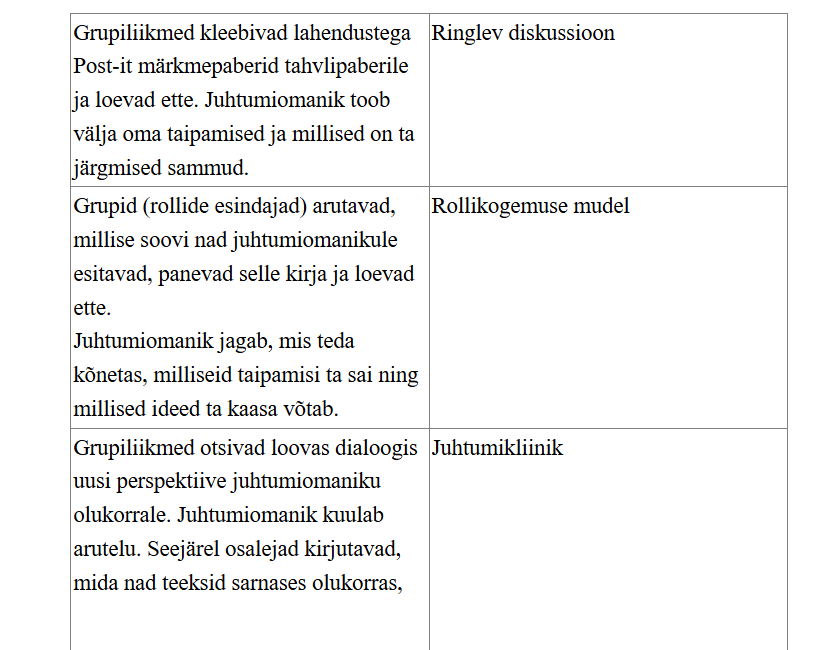 Grupiliikmed kleebivad lahendustega
Post-it märkmepaberid tahvlipaberile
ja loevad ette. Juhtumiomanik toob
välja oma taipamised ja millised on ta
järgmised sammud.
Ringlev diskussioon
Grupid (rollide esindajad) arutavad,
millise soovi nad juhtumiomanikule
esitavad, panevad selle kirja ja loevad
ette.
Juhtumiomanik jagab, mis teda
kõnetas, milliseid taipamisi ta sai ning
millised ideed ta kaasa võtab.
Rollikogemuse mudel
Grupiliikmed otsivad loovas dialoogis
uusi perspektiive juhtumiomaniku
olukorrale. Juhtumiomanik kuulab
arutelu. Seejärel osalejad kirjutavad,
mida nad teeksid sarnases olukorras,
Juhtumikliinik